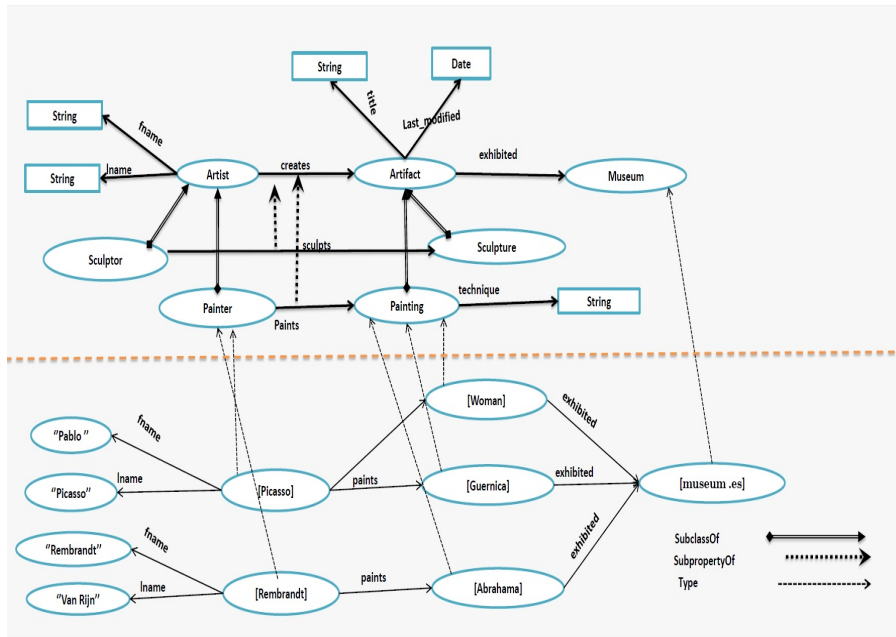 String
Date
title
Last_modified
String
fname
String
lname
Artist
creates
Artifact
exhibited
Museum
Sculptor
sculpts
Sculpture
Painter
Paints
Painting
technique
String
[Woman]
exhibited
"Pablo"
fname
"Picasso"
lname
[Picasso]
paints
[Guernica]
exhibited
[museum .es]
"Rembrandt"
fname
exhibited
SubclassOf
SubpropertyOf
Type
"Van Rijn"
lname
[Rembrandt]
paints
[Abrahama]